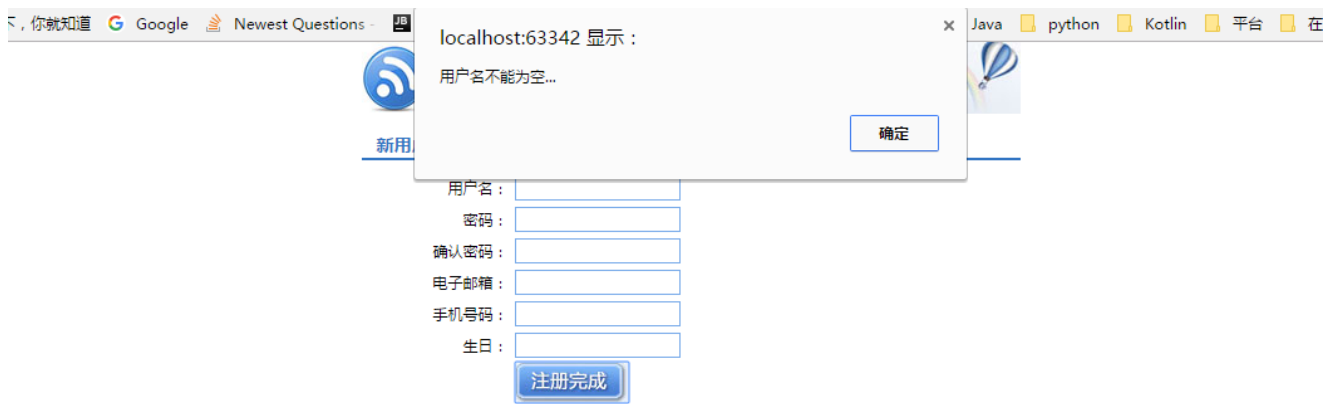 下，你就知道 Google Newest Questions - JB Java python Kotlin 平台 在
localhost:63342 显示：
用户名不能为空...
确定
新用
用户名：
密码：
确认密码：
电子邮箱：
手机号码：
生日：
注册完成